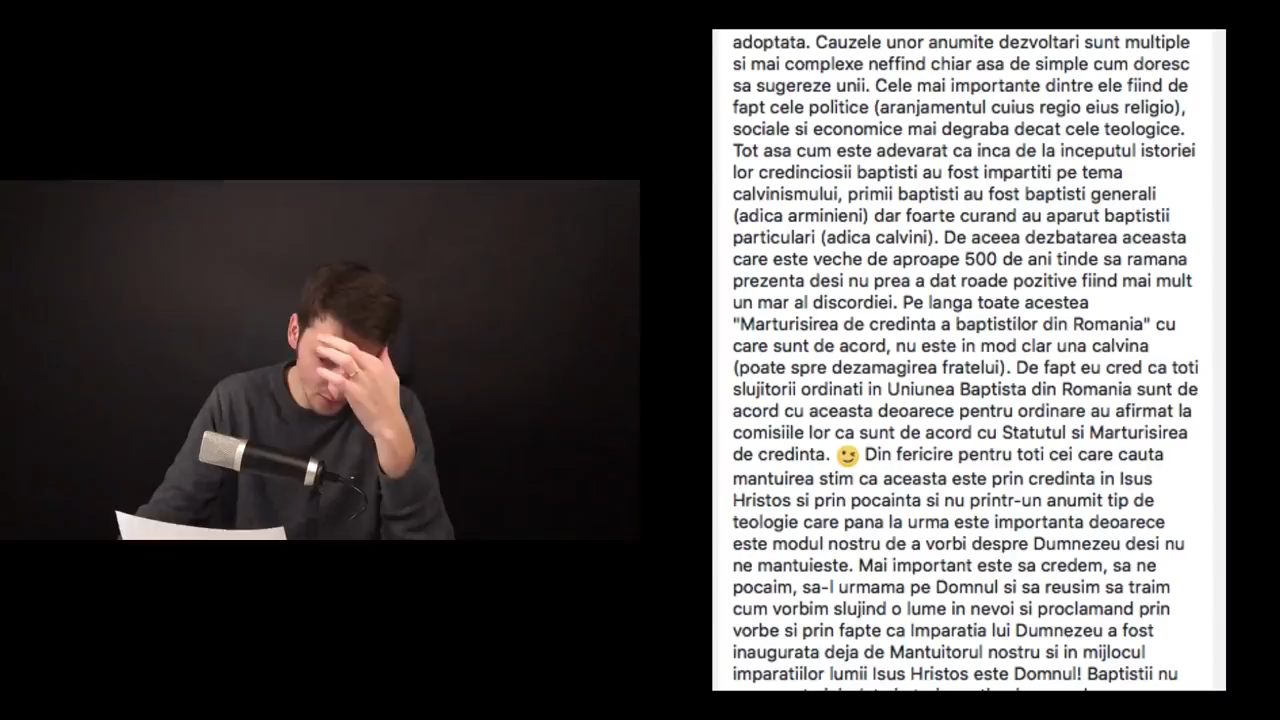 adoptata. Cauzele unor anumite dezvoltari sunt multiple
si mai complexe neffind chiar asa de simple cum doresc
sa sugereze unii. Cele mai importante dintre ele fiind de
fapt cele politice (aranjamentul cuius regio eius religio),
sociale si economice mai degraba decat cele teologice.
Tot asa cum este adevarat ca inca de la inceputul istoriei
lor credinciosii baptisti au fost impartiti pe tema
calvinismului, primii baptisti au fost baptisti generali
(adica arminieni) dar foarte curand au aparut baptistii
particulari (adica calvini). De aceea dezbatarea aceasta
care este veche de aproape 500 de ani tinde sa ramana
prezenta desi nu prea a dat roade pozitive fiind mai mult
un mar al discordiei. Pe langa toate acestea
"Marturisirea de credinta a baptistilor din Romania" cu
care sunt de acord, nu este in mod clar una calvina
(poate spre dezamagirea fratelui). De fapt eu cred ca toti
slujitorii ordinati in Uniunea Baptista din Romania sunt de
acord cu aceasta deoarece pentru ordinare au afirmat la
comisiile lor ca sunt de acord cu Statutul si Marturisirea
de credinta. 😉 Din fericire pentru toti cei care cauta
mantuirea stim ca aceasta este prin credinta in Isus
Hristos si prin pocainta si nu printr-un anumit tip de
teologie care pana la urma este importanta deoarece
este modul nostru de a vorbi despre Dumnezeu desi nu
ne mantuieste. Mai important este sa credem, sa ne
pocaim, sa-l urmama pe Domnul si sa reusim sa traim
cum vorbim slujind o lume in nevoi si proclamand prin
vorbe si prin fapte ca Imparatia lui Dumnezeu a fost
inaugurata deja de Mantuitorul nostru si in mijlocul
imparatiilor lumii Isus Hristos este Domnul! Baptistii nu